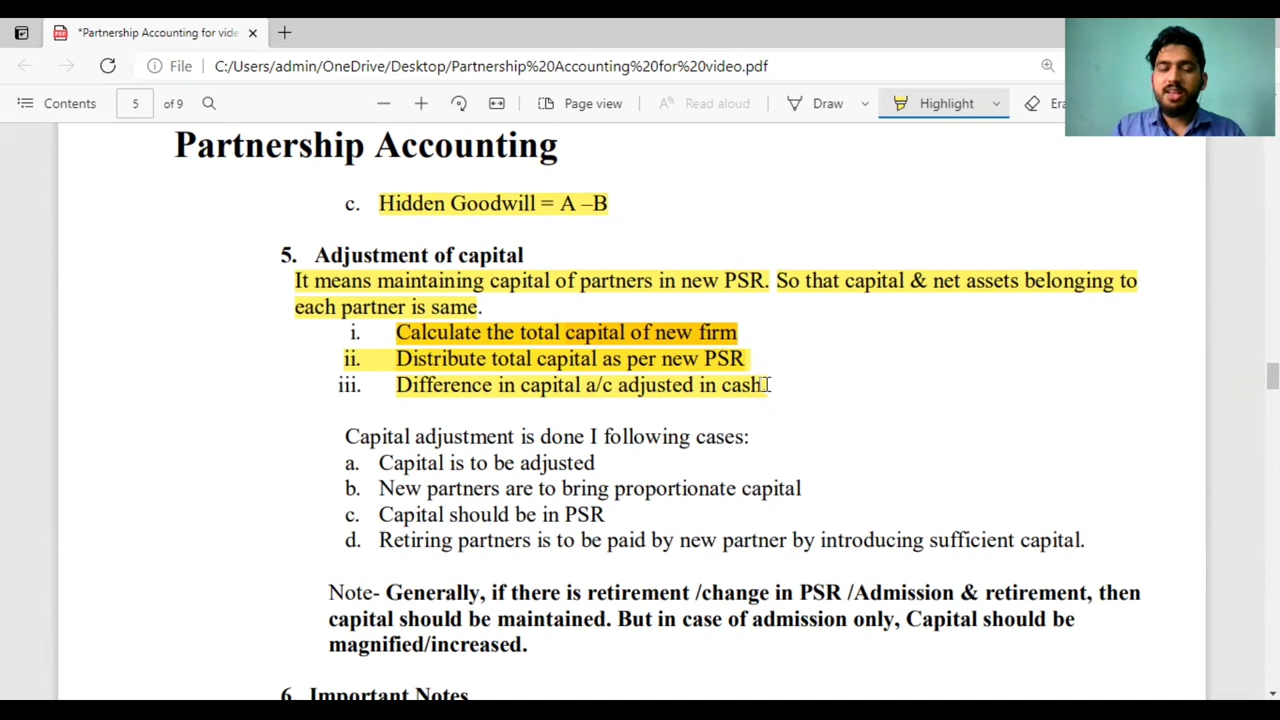 *Partnership Accounting for vide
File C:/Users/admin/OneDrive/Desktop/Partnership%20Accounting%20for%20video.pdf
Contents 5 of 9 Page view Read aloud Draw Highlight Era
Partnership Accounting
c. Hidden Goodwill = A –B
5. Adjustment of capital
It means maintaining capital of partners in new PSR. So that capital & net assets belonging to
each partner is same.
i. Calculate the total capital of new firm
ii. Distribute total capital as per new PSR
iii. Difference in capital a/c adjusted in cash
Capital adjustment is done I following cases:
a. Capital is to be adjusted
b. New partners are to bring proportionate capital
c. Capital should be in PSR
d. Retiring partners is to be paid by new partner by introducing sufficient capital.
Note- Generally, if there is retirement /change in PSR /Admission & retirement, then
capital should be maintained. But in case of admission only, Capital should be
magnified/increased.
6. Important Notes